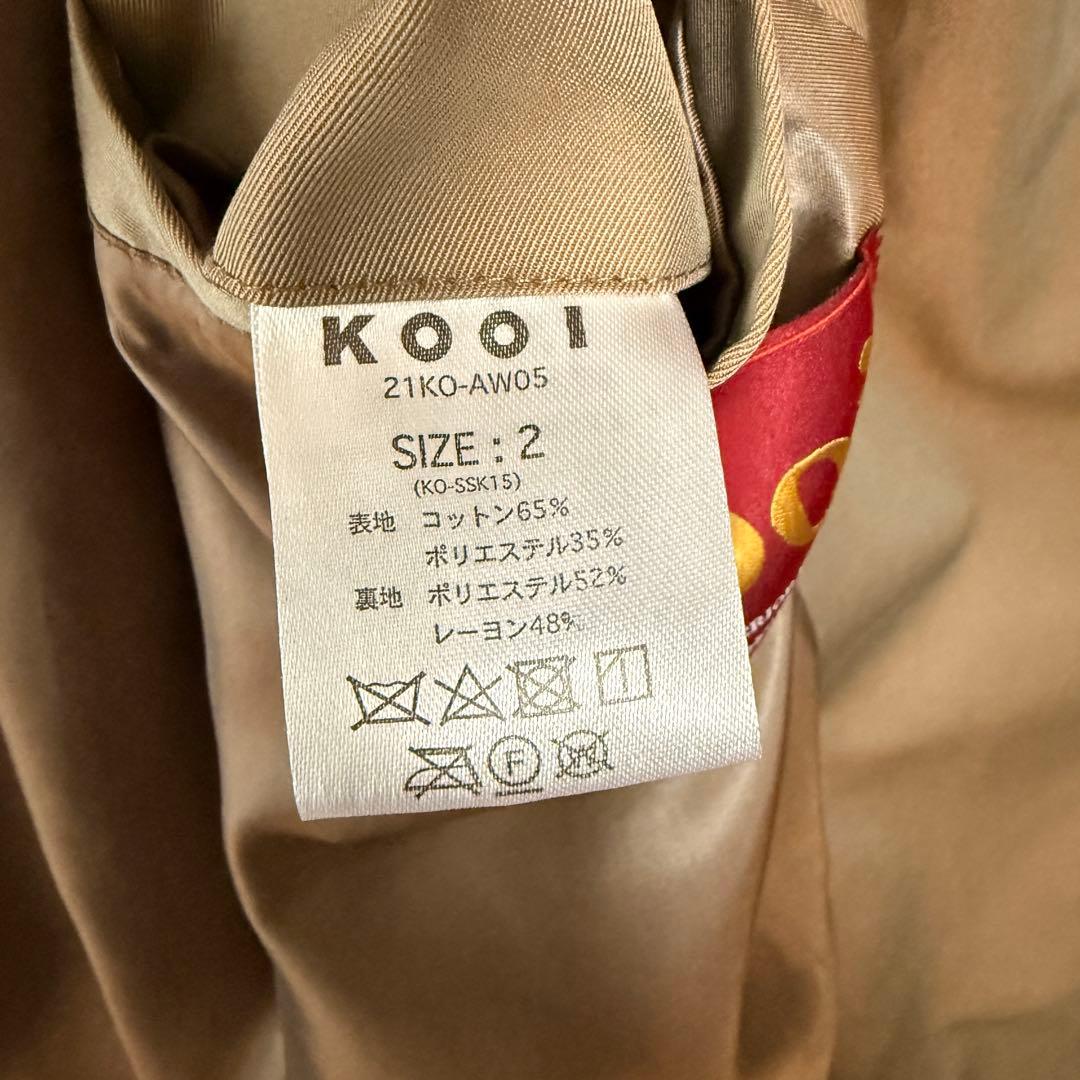 KOOI
21KO-AW05
SIZE : 2
(KO-SSK15)
表地 コットン65%
ポリエステル35%
裏地 ポリエステル52%
レーヨン48%
F
W